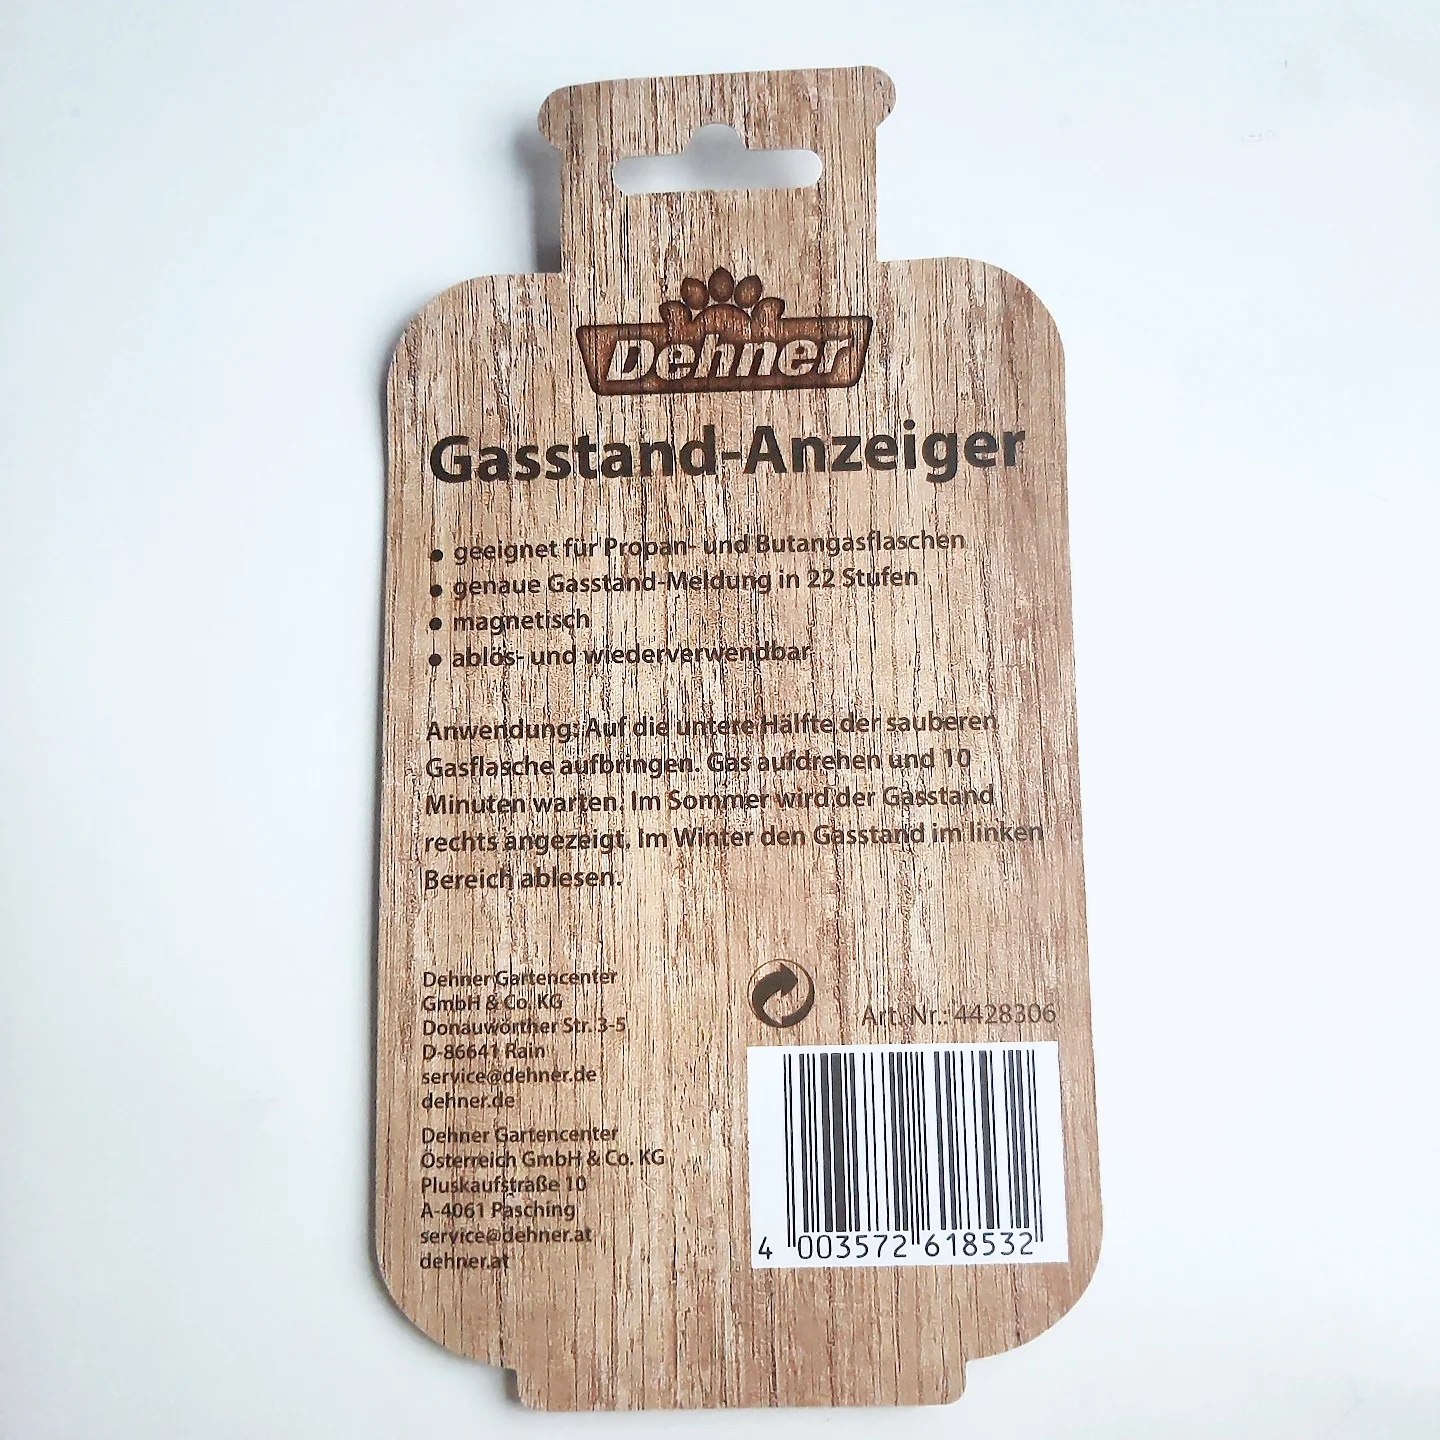 Dehner
Gasstand-Anzeiger
● geeignet für Propan- und Butangasflaschen
● genaue Gasstand-Meldung in 22 Stufen
● magnetisch
● ablös- und wiederverwendbar
Anwendung: Auf die untere Hälfte der sauberen
Gasflasche aufbringen. Gas aufdrehen und 10
Minuten warten. Im Sommer wird der Gasstand
rechts angezeigt. Im Winter den Gasstand im linken
Bereich ablesen.
Dehner Gartencenter
GmbH & Co. KG
Donauwörther Str. 3-5
D-86641 Rain
service@dehner.de
dehner.de
Dehner Gartencenter
Österreich GmbH & Co. KG
Pluskaufstraße 10
A-4061 Pasching
service@dehner.at
dehner.at
Art. Nr.: 4428306
4 003572 618532